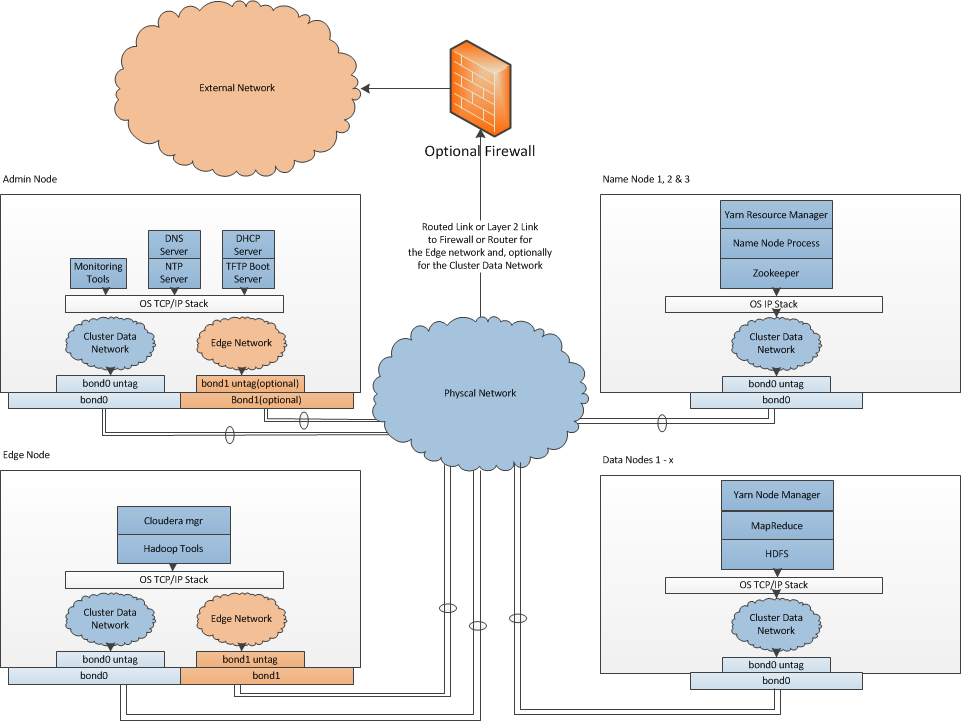 External Network
Optional Firewall
Routed Link or Layer 2 Link
to Firewall or Router for
the Edge network and, optionally
for the Cluster Data Network
Admin Node
DNS
Server
DHCP
Server
Monitoring
Tools
NTP
Server
TFTP Boot
Server
OS TCP/IP Stack
Cluster Data
Network
Edge Network
bond0 untag
bond1 untag(optional)
bond0
Bond1(optional)
Name Node 1, 2 & 3
Yarn Resource Manager
Name Node Process
Zookeeper
OS IP Stack
Cluster Data
Network
bond0 untag
bond0
Physcal Network
Edge Node
Cloudera mgr
Hadoop Tools
OS TCP/IP Stack
Cluster Data
Network
Edge Network
bond0 untag
bond1 untag
bond0
bond1
Data Nodes 1 - x
Yarn Node Manager
MapReduce
HDFS
OS TCP/IP Stack
Cluster Data
Network
bond0 untag
bond0